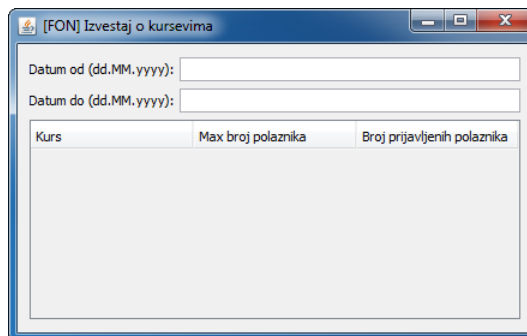 [FON] Izvestaj o kursevima
Datum od (dd.MM.yyyy):
Datum do (dd.MM.yyyy):
Kurs Max broj polaznika Broj prijavljenih polaznika